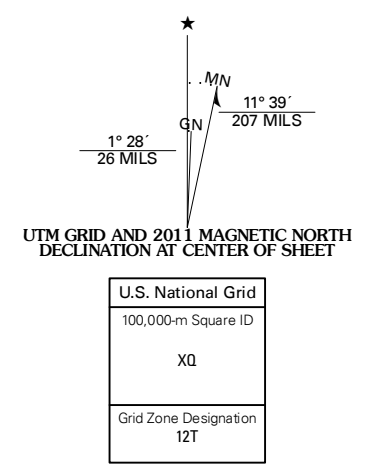 ★
MN
11° 39´
207 MILS
GN
1° 28´
26 MILS
UTM GRID AND 2011 MAGNETIC NORTH
DECLINATION AT CENTER OF SHEET
U.S. National Grid
100,000-m Square ID
XQ
Grid Zone Designation
12T